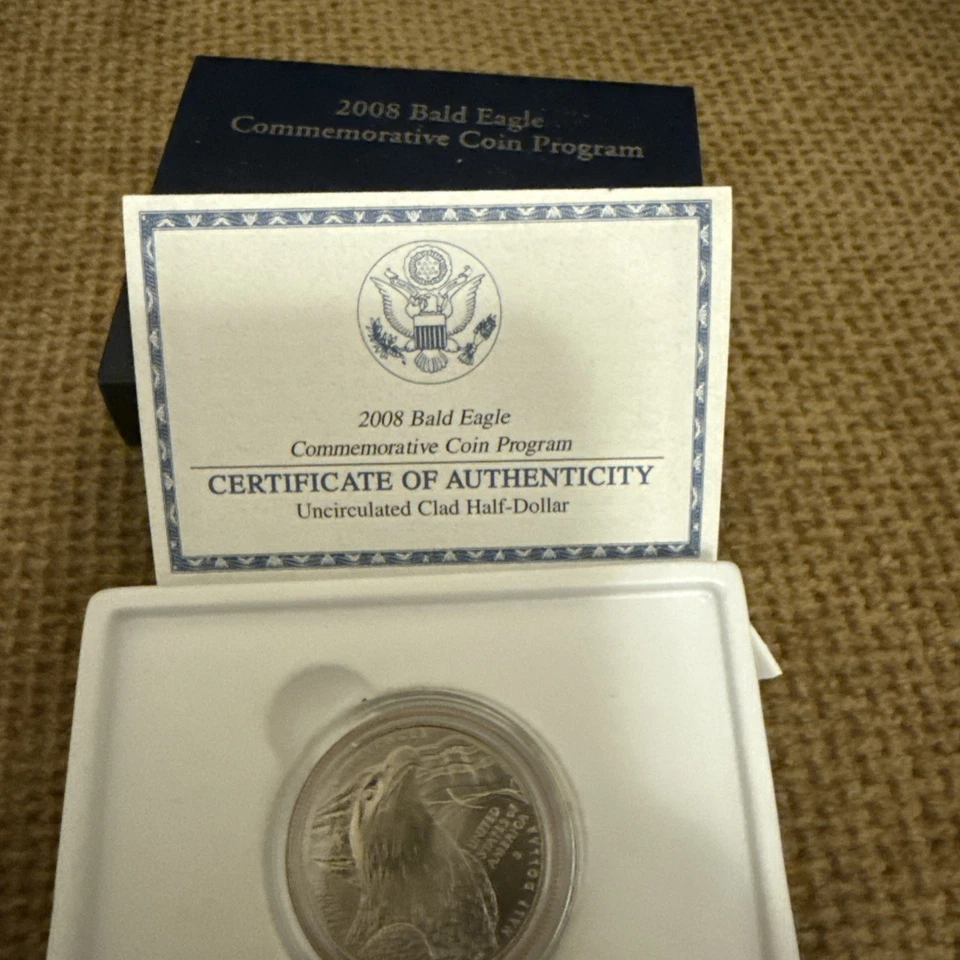 2008 Bald Eagle
Commemorative Coin Program
2008 Bald Eagle
Commemorative Coin Program
CERTIFICATE OF AUTHENTICITY
Uncirculated Clad Half-Dollar
UNITED
STATES OF
AMERICA
HALF DOLLAR